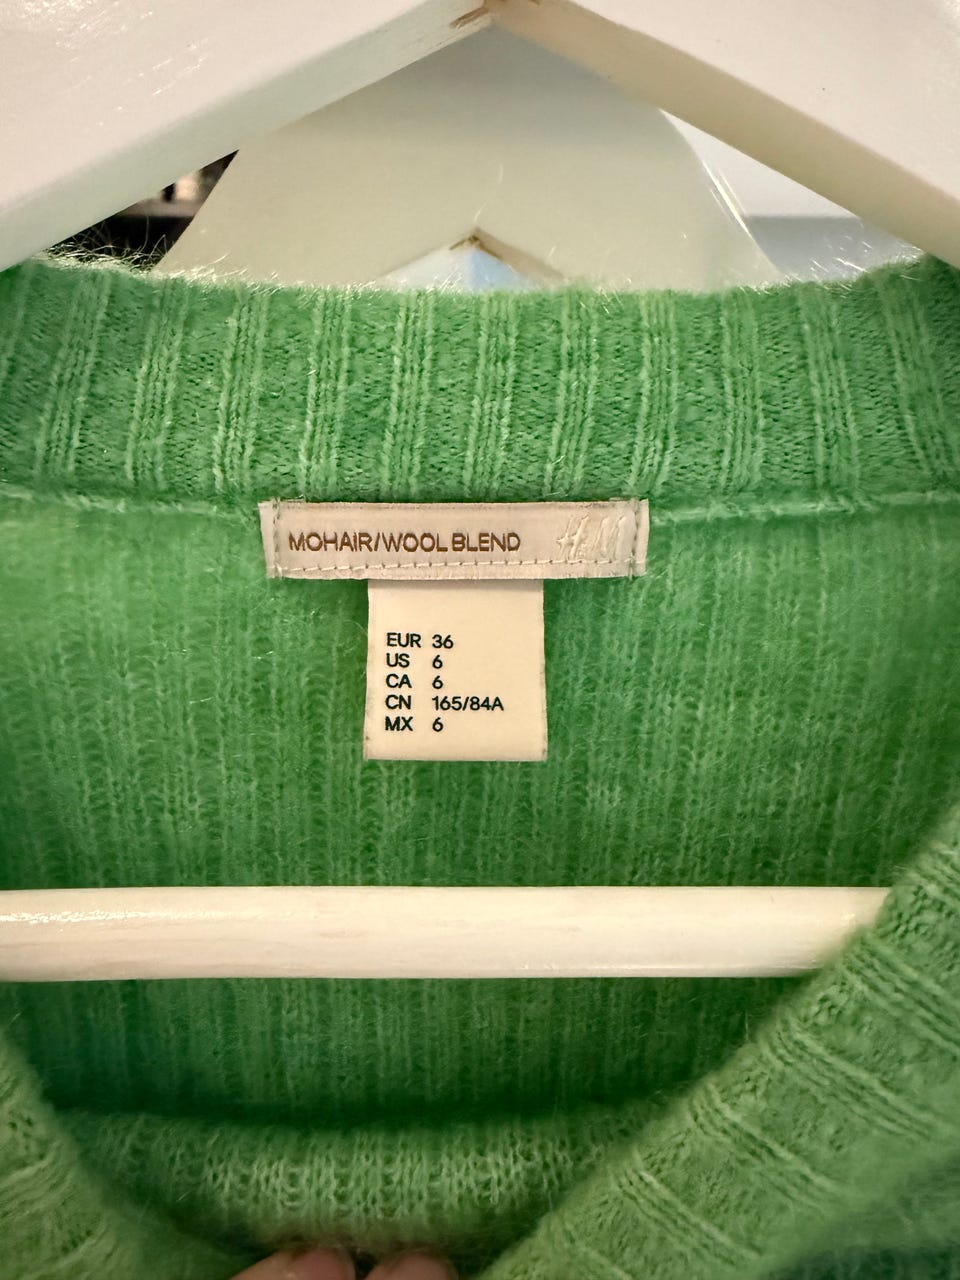 MOHAIR/WOOL BLEND H&M
EUR 36
US 6
CA 6
CN 165/84A
MX 6